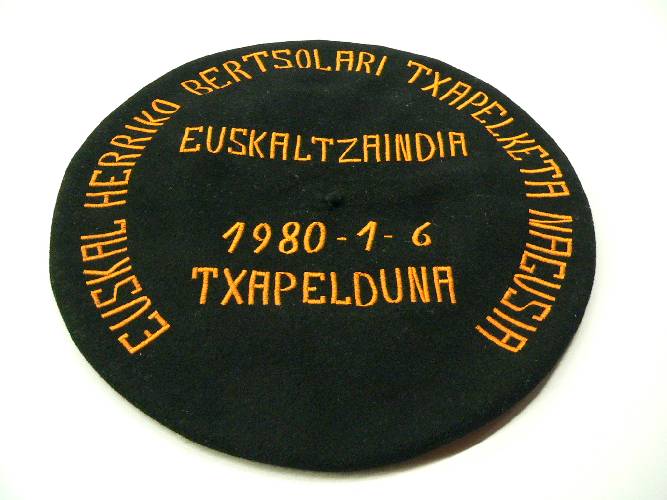 EUSKAL HERRIKO BERTSOLARI TXAPELKETA NAGUSIA
EUSKALTZAINDIA
1980-1-6
TXAPELDUNA